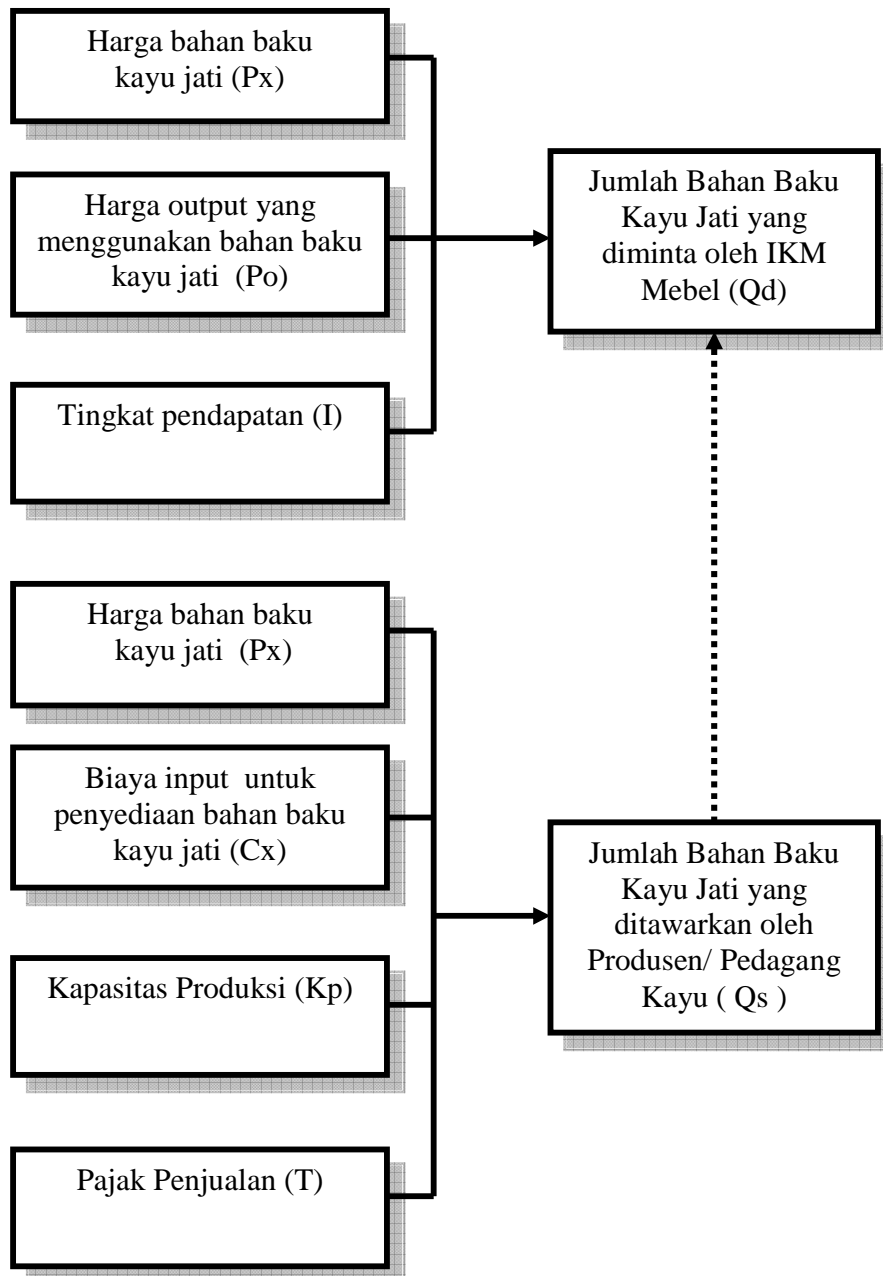 Harga bahan baku
kayu jati (Px)
Harga output yang
menggunakan bahan baku
kayu jati (Po)
Tingkat pendapatan (I)
Jumlah Bahan Baku
Kayu Jati yang
diminta oleh IKM
Mebel (Qd)
Harga bahan baku
kayu jati (Px)
Biaya input untuk
penyediaan bahan baku
kayu jati (Cx)
Kapasitas Produksi (Kp)
Pajak Penjualan (T)
Jumlah Bahan Baku
Kayu Jati yang
ditawarkan oleh
Produsen/ Pedagang
Kayu ( Qs )